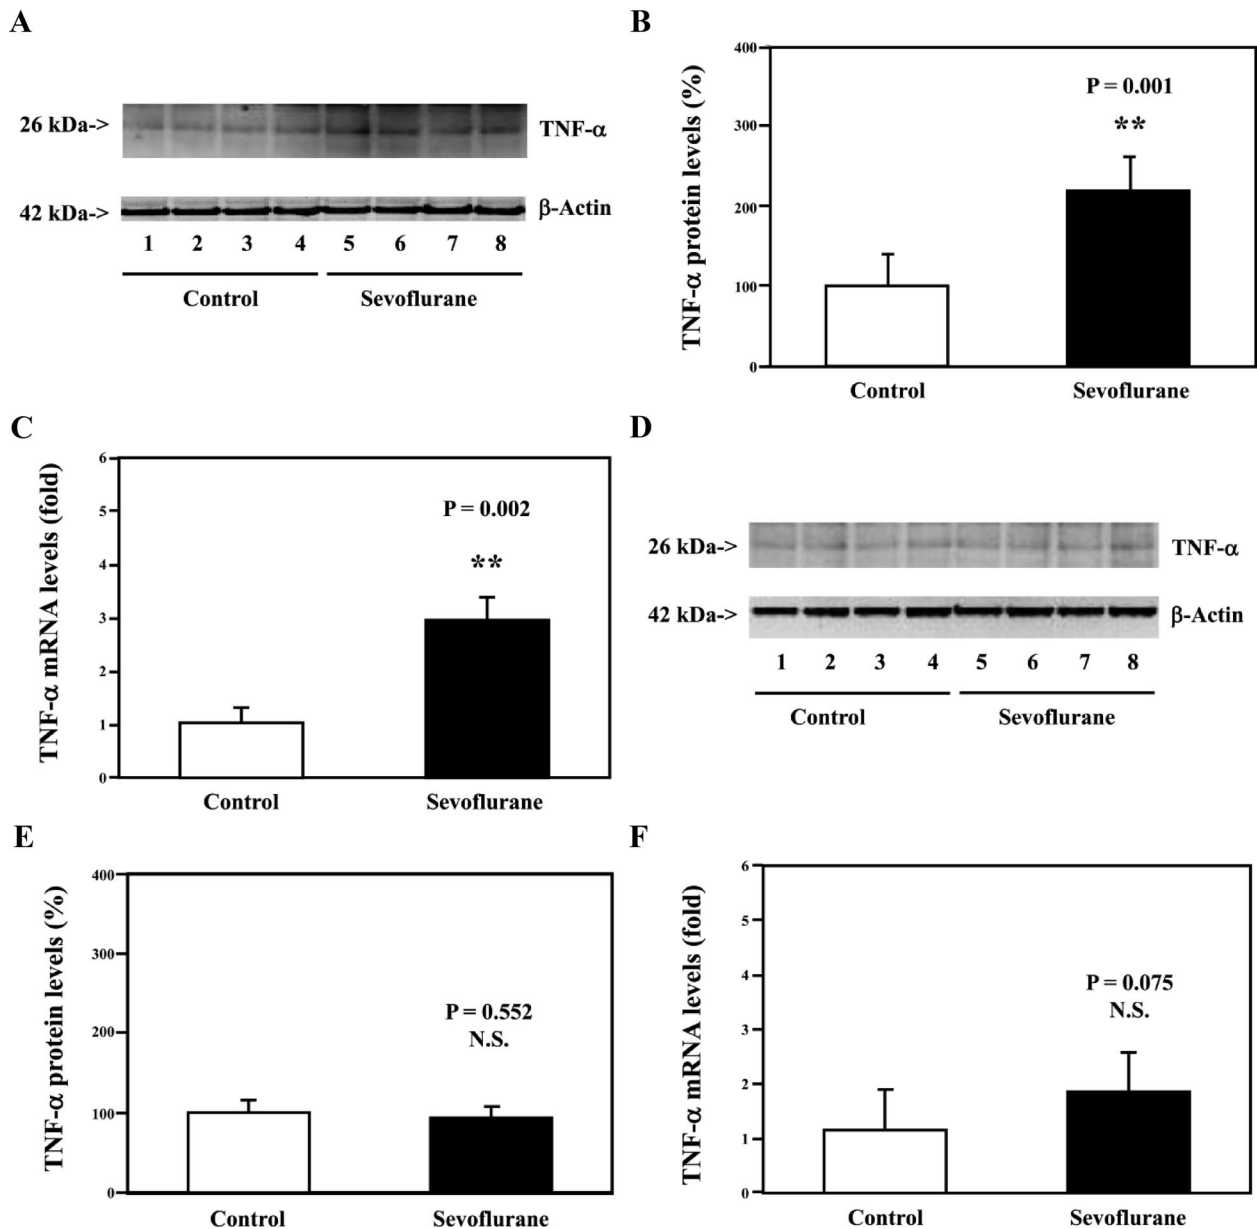 A
26 kDa->
TNF-α
42 kDa->
β-Actin
1 2 3 4 5 6 7 8
Control Sevoflurane
B
TNF-α protein levels (%)
400
300
200
100
0
P = 0.001
**
Control Sevoflurane
C
TNF-α mRNA levels (fold)
6
5
4
3
2
1
0
P = 0.002
**
Control Sevoflurane
D
26 kDa->
TNF-α
42 kDa->
β-Actin
1 2 3 4 5 6 7 8
Control Sevoflurane
E
TNF-α protein levels (%)
400
300
200
100
0
P = 0.552
N.S.
Control Sevoflurane
F
TNF-α mRNA levels (fold)
6
5
4
3
2
1
0
P = 0.075
N.S.
Control Sevoflurane